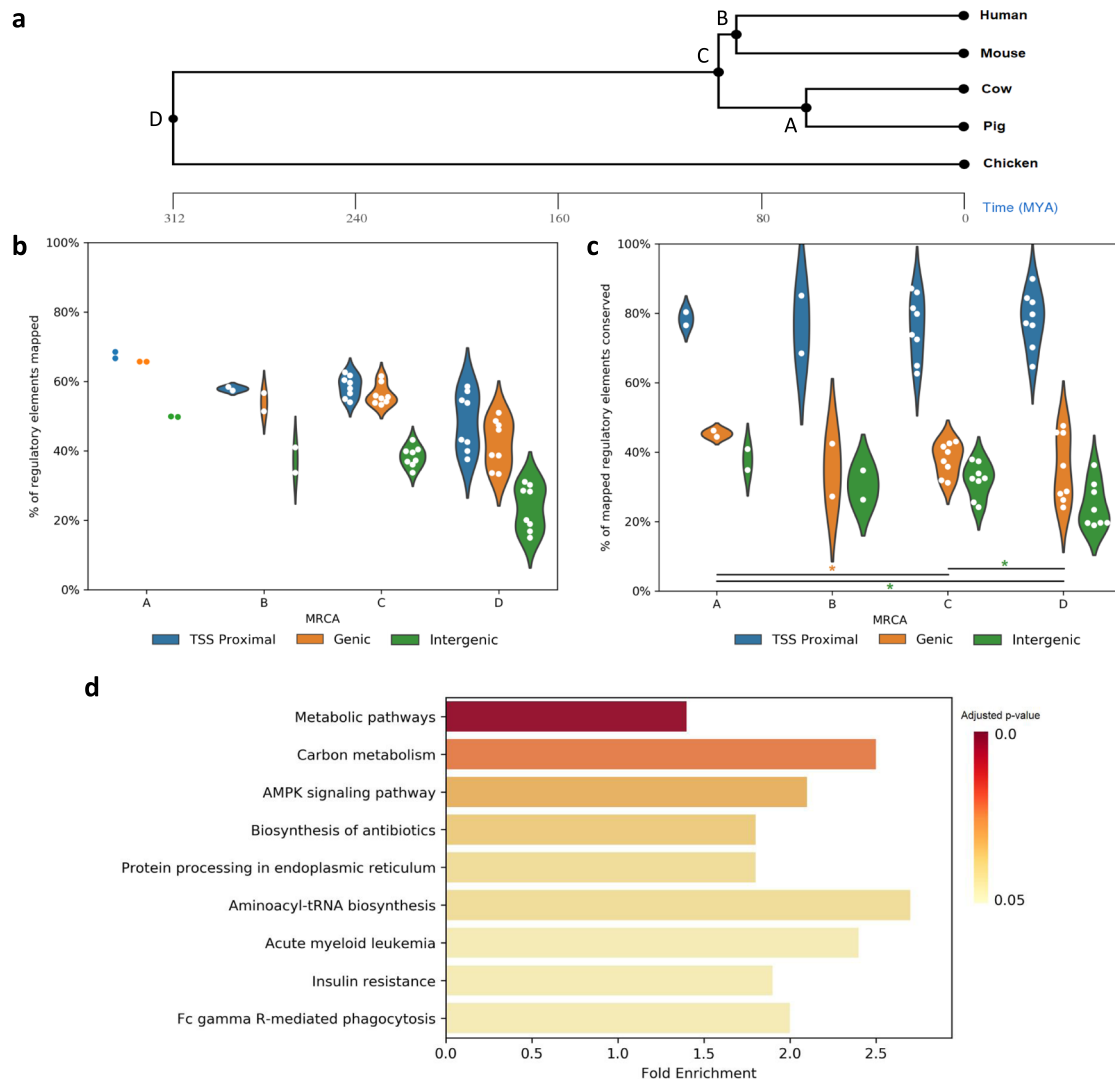 a
B
Human
C
Mouse
Cow
D
A
Pig
Chicken
312
240
160
80
0
Time (MYA)
b
100%
80%
60%
40%
20%
0%
% of regulatory elements mapped
A
B
C
D
MRCA
TSS Proximal
Genic
Intergenic
c
100%
80%
60%
40%
20%
0%
% of mapped regulatory elements conserved
*
*
*
A
B
C
D
MRCA
TSS Proximal
Genic
Intergenic
d
Metabolic pathways
Carbon metabolism
AMPK signaling pathway
Biosynthesis of antibiotics
Protein processing in endoplasmic reticulum
Aminoacyl-tRNA biosynthesis
Acute myeloid leukemia
Insulin resistance
Fc gamma R-mediated phagocytosis
0.0
0.5
1.0
1.5
2.0
2.5
Fold Enrichment
Adjusted p-value
0.0
0.05